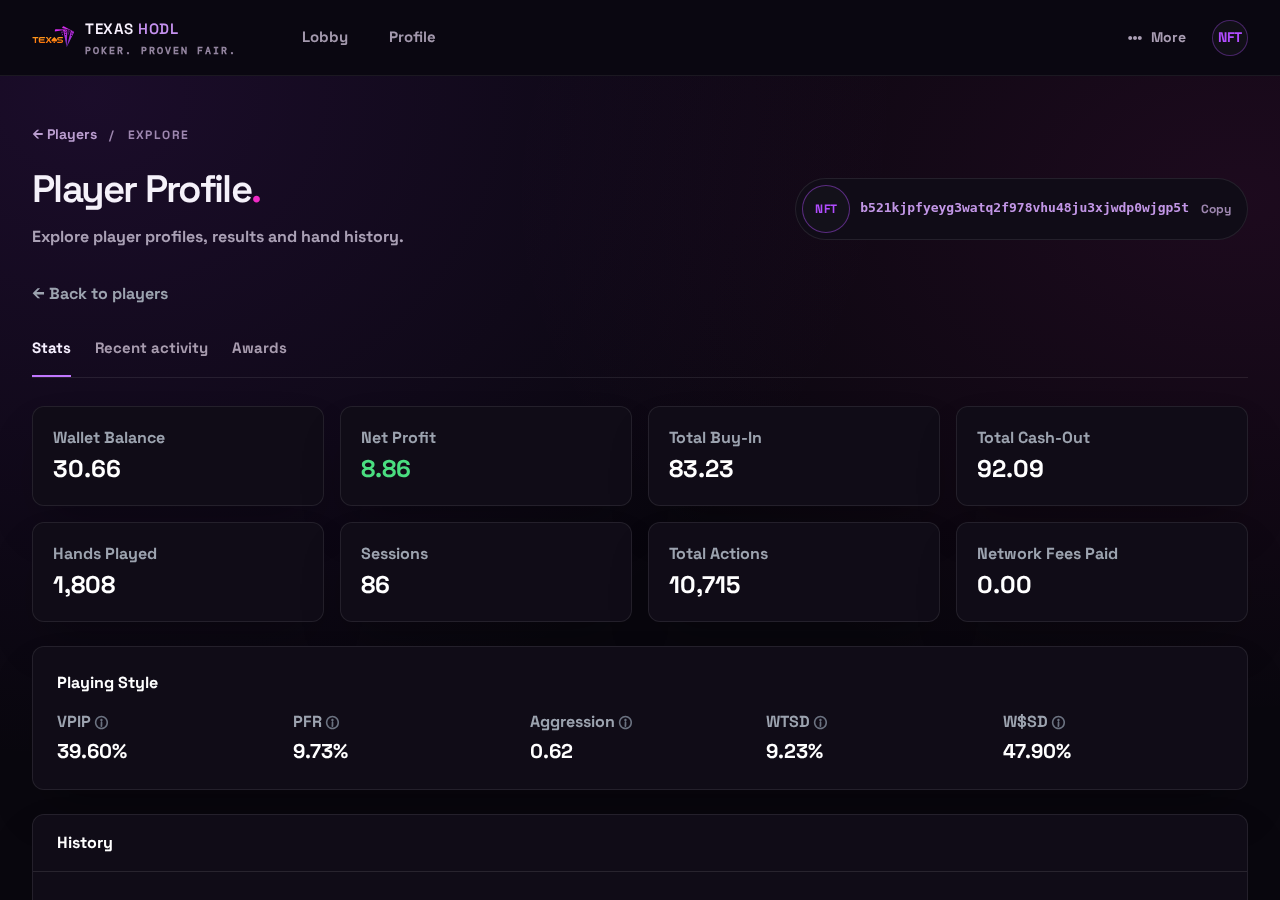 TEXAS
TEXAS HODL
POKER. PROVEN FAIR.
Lobby
Profile
••• More
NFT
← Players / EXPLORE
Player Profile.
Explore player profiles, results and hand history.
NFT
b521kjpfyeyg3watq2f978vhu48ju3xjwdp0wjgp5t
Copy
← Back to players
Stats
Recent activity
Awards
Wallet Balance
30.66
Net Profit
8.86
Total Buy-In
83.23
Total Cash-Out
92.09
Hands Played
1,808
Sessions
86
Total Actions
10,715
Network Fees Paid
0.00
Playing Style
VPIP ⓘ
39.60%
PFR ⓘ
9.73%
Aggression ⓘ
0.62
WTSD ⓘ
9.23%
W$SD ⓘ
47.90%
History